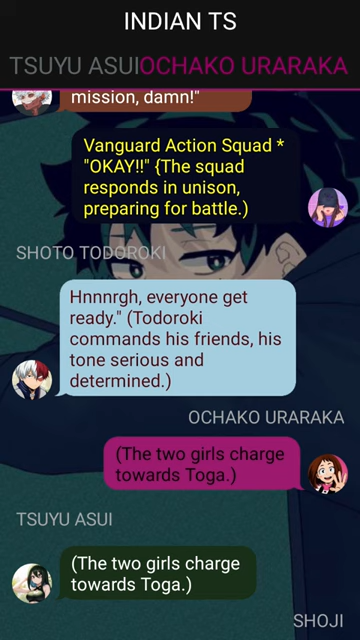 INDIAN TS
TSUYU ASUIOCHAKO URARAKA
mission, damn!"
Vanguard Action Squad *
"OKAY!!" {The squad
responds in unison,
preparing for battle.)
SHOTO TODOROKI
Hnnnrgh, everyone get
ready." (Todoroki
commands his friends, his
tone serious and
determined.)
OCHAKO URARAKA
(The two girls charge
towards Toga.)
TSUYU ASUI
(The two girls charge
towards Toga.)
SHOJI